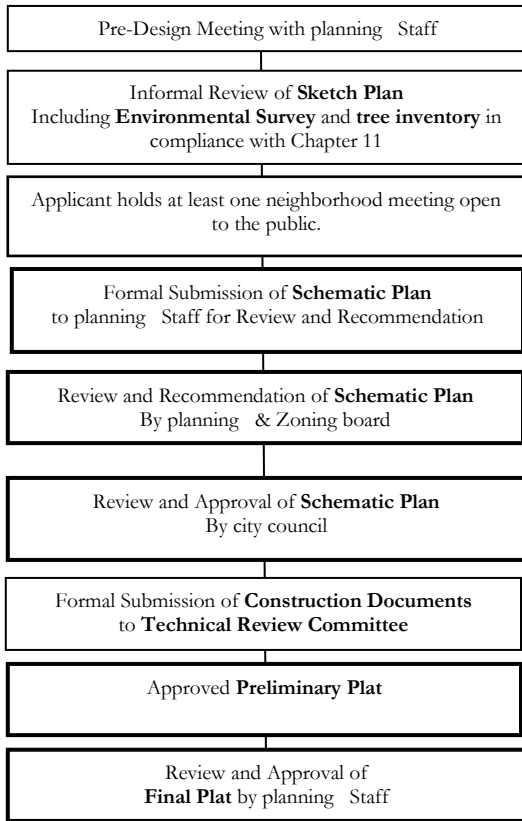 Pre-Design Meeting with planning Staff
Informal Review of Sketch Plan
Including Environmental Survey and tree inventory in
compliance with Chapter 11
Applicant holds at least one neighborhood meeting open
to the public.
Formal Submission of Schematic Plan
to planning Staff for Review and Recommendation
Review and Recommendation of Schematic Plan
By planning & Zoning board
Review and Approval of Schematic Plan
By city council
Formal Submission of Construction Documents
to Technical Review Committee
Approved Preliminary Plat
Review and Approval of
Final Plat by planning Staff